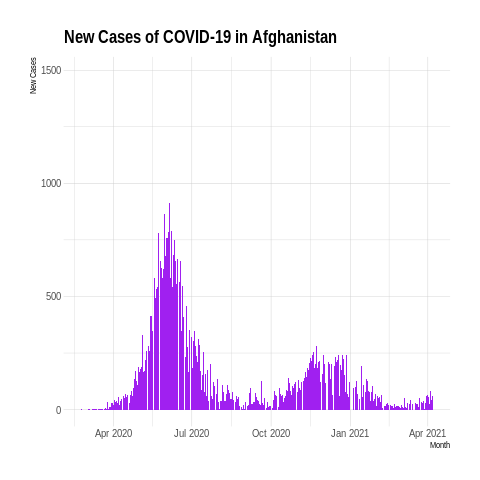 New Cases of COVID-19 in Afghanistan
New Cases
1500
1000
500
0
Apr 2020
Jul 2020
Oct 2020
Jan 2021
Apr 2021
Month